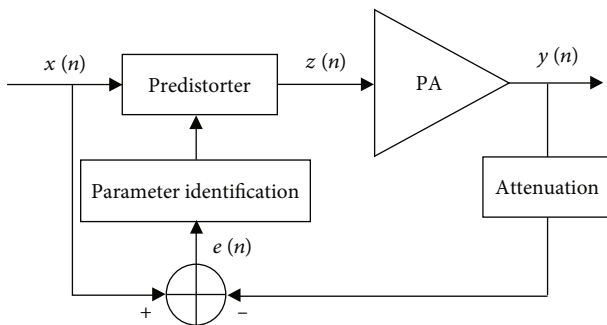 x (n)
z (n)
y (n)
Predistorter
PA
Parameter identification
Attenuation
e (n)
+
−